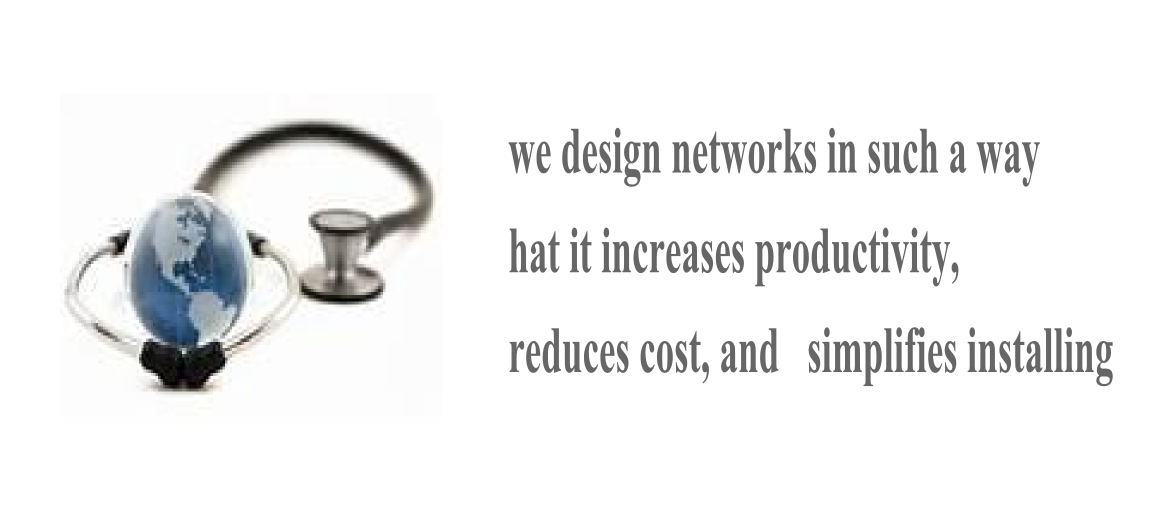 we design networks in such a way
hat it increases productivity,
reduces cost, and   simplifies installing